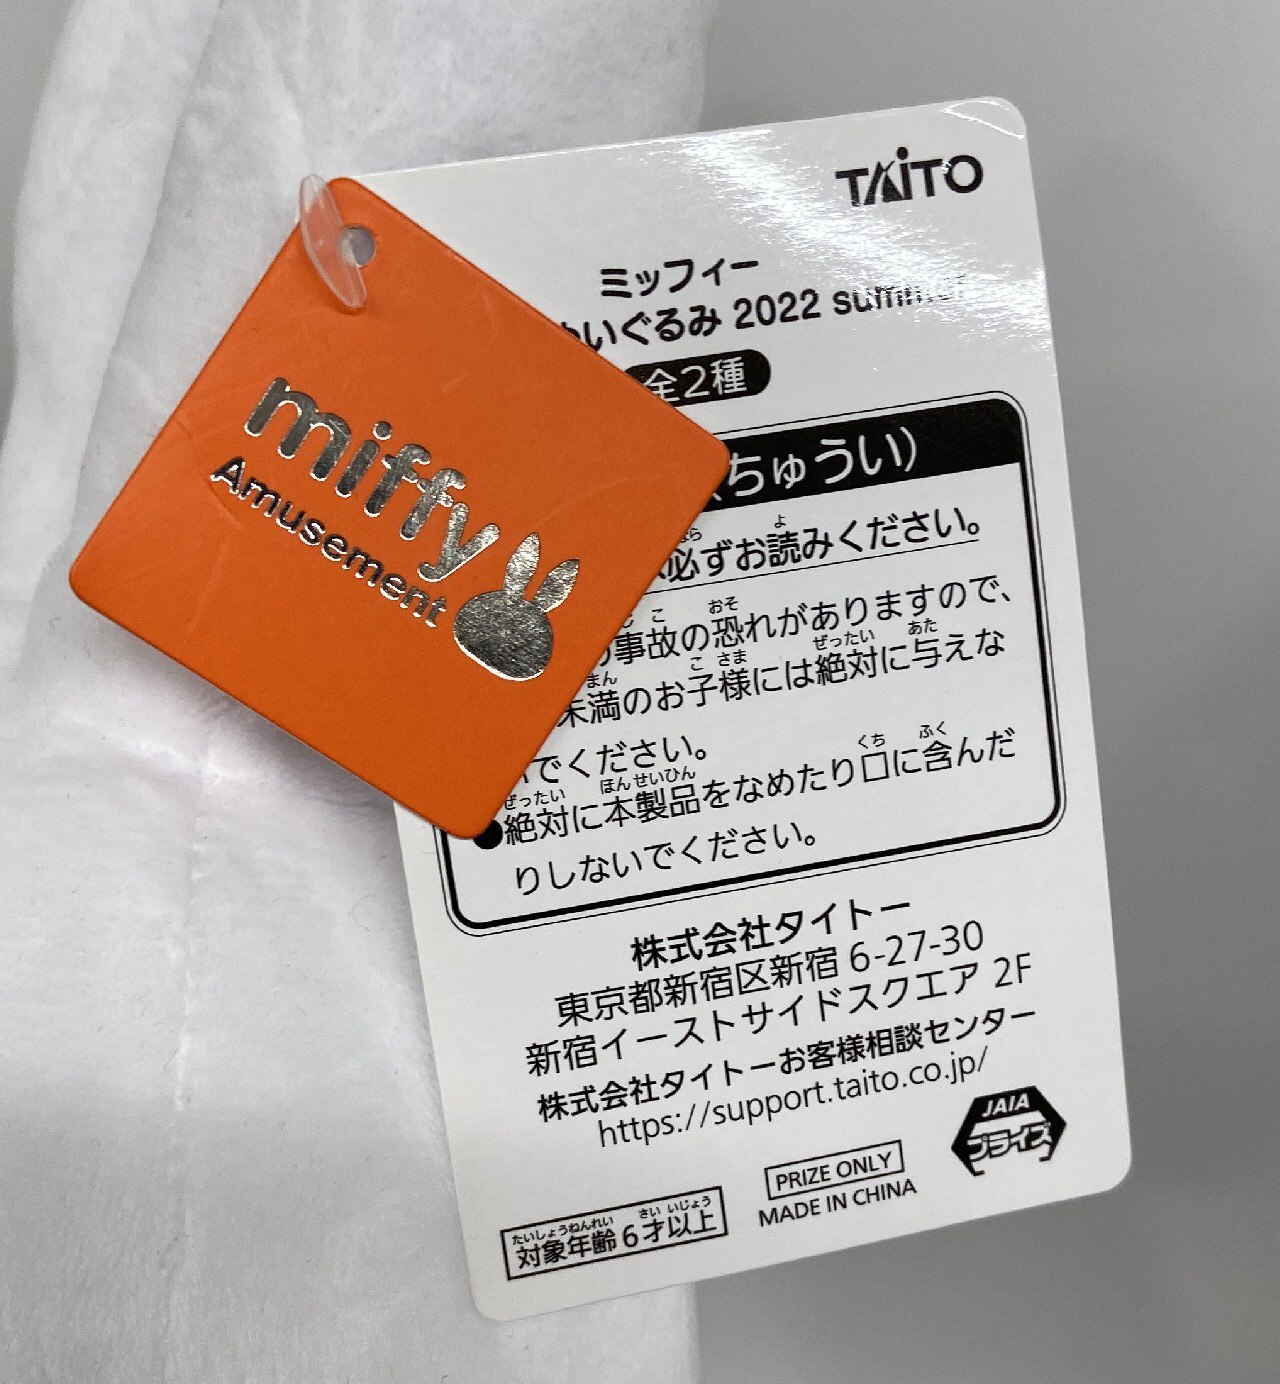 TAITO
ミッフィー
いぐるみ 2022 summer
全2種
miffy
Amusement
ちゅうい)
必ずお読みください。
事故の恐れがありますので、
未満のお子様には絶対に与えな
いでください。
●絶対に本製品をなめたり口に含んだ
りしないでください。
株式会社タイトー
東京都新宿区新宿 6-27-30
新宿イーストサイドスクエア 2F
株式会社タイトーお客様相談センター
https://support.taito.co.jp/
JAIA
プライズ
PRIZE ONLY
MADE IN CHINA
対象年齢 6才以上